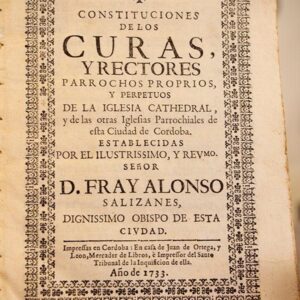 CONSTITUCIONES
DE LOS
CURAS,
Y RECTORES
PARROCHOS PROPRIOS,
Y PERPETUOS
DE LA IGLESIA CATHEDRAL,
y de las otras Iglesias Parrochiales de
esta Ciudad de Cordoba.
ESTABLECIDAS
POR EL ILUSTRISSIMO, Y REVmo.
SEÑOR
D. FRAY ALONSO
SALIZANES,
DIGNISSIMO OBISPO DE ESTA
CIVDAD.
Impressas en Cordoba: En casa de Juan de Ortega, y
Leon, Mercader de Libros, è Impressor del Santo
Tribunal de la Inquisicion de ella.
Año de 1733.